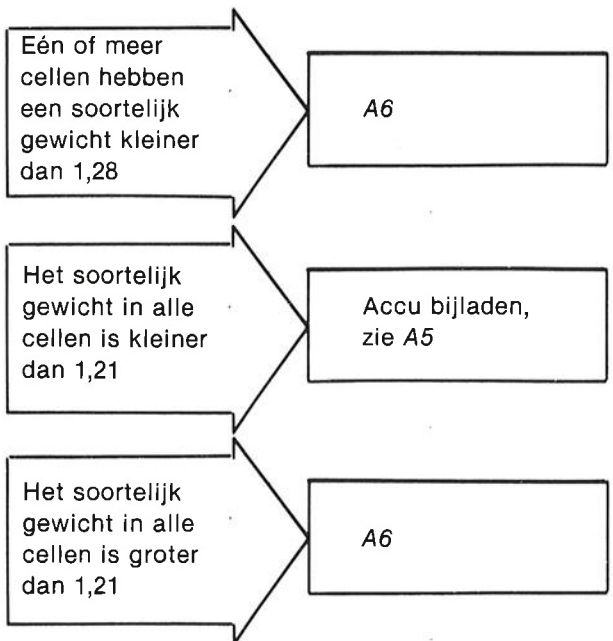 Eén of meer
cellen hebben
een soortelijk
gewicht kleiner
dan 1,28
A6
Het soortelijk
gewicht in alle
cellen is kleiner
dan 1,21
Accu bijladen,
zie A5
Het soortelijk
gewicht in alle
cellen is groter
dan 1,21
A6